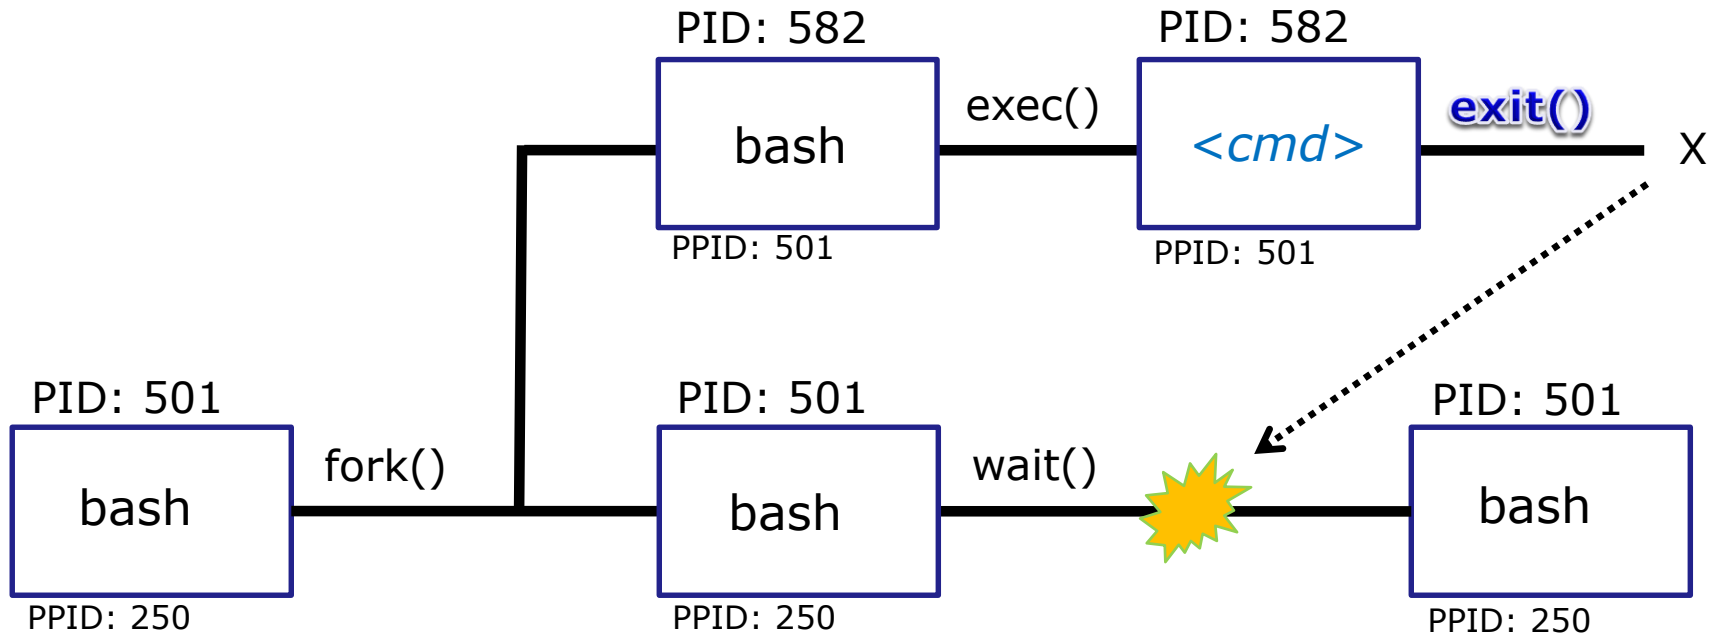 PID: 582
bash
PPID: 501
exec()
PID: 582
<cmd>
PPID: 501
exit()
X
PID: 501
bash
PPID: 250
fork()
PID: 501
bash
PPID: 250
wait()
PID: 501
bash
PPID: 250